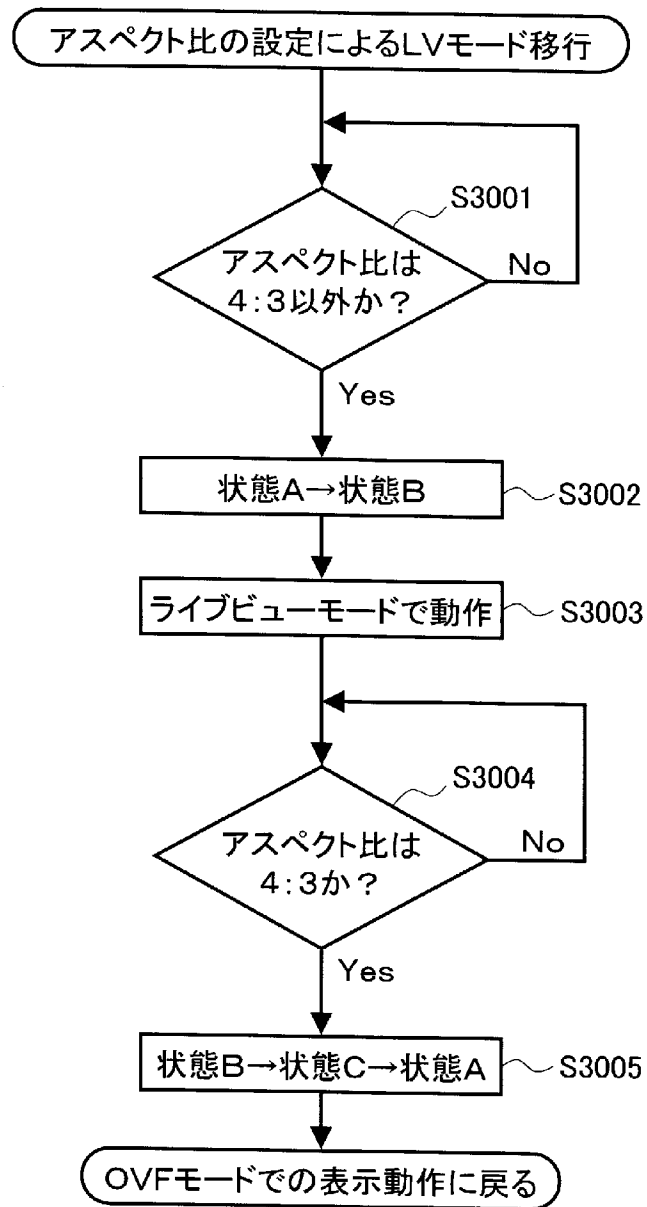 アスペクト比の設定によるLVモード移行
S3001
アスペクト比は
4:3以外か?
No
Yes
状態A→状態B
S3002
ライブビューモードで動作
S3003
S3004
アスペクト比は
4:3か?
No
Yes
状態B→状態C→状態A
S3005
OVFモードでの表示動作に戻る